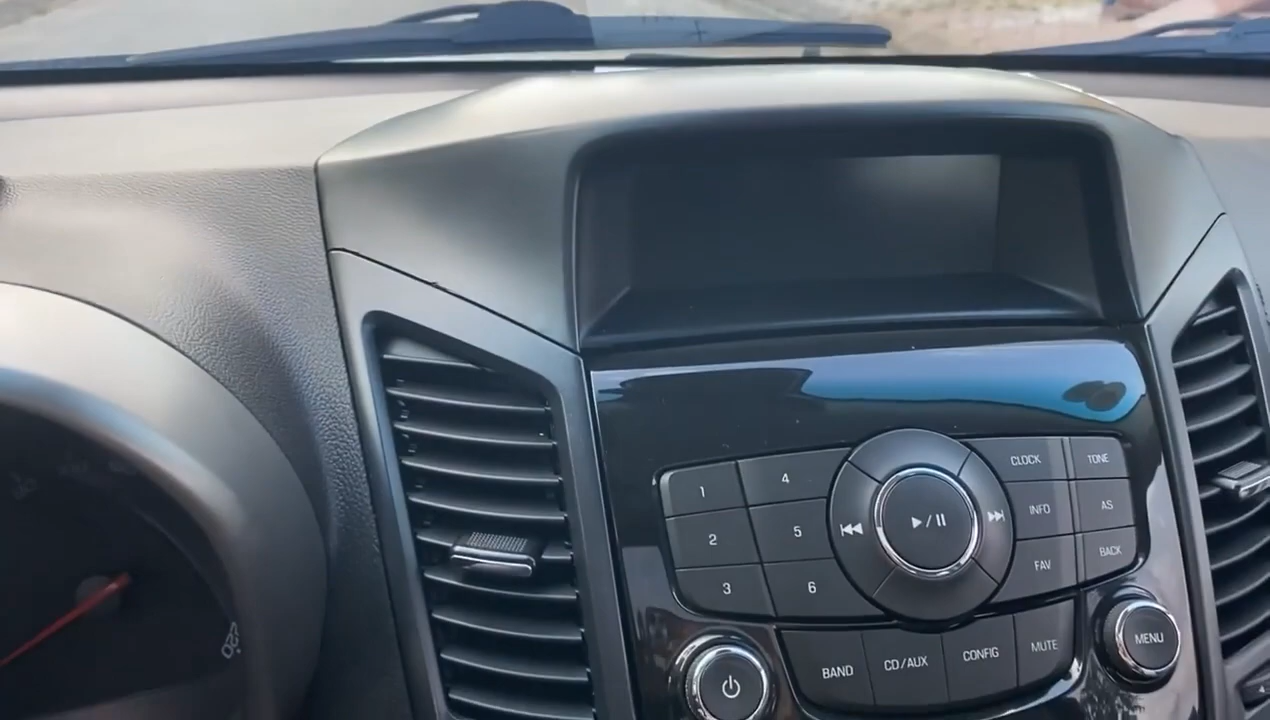 1
4
CLOCK
TONE
2
5
INFO
AS
3
6
FAV
BACK
BAND
CD/AUX
CONFIG
MUTE
MENU